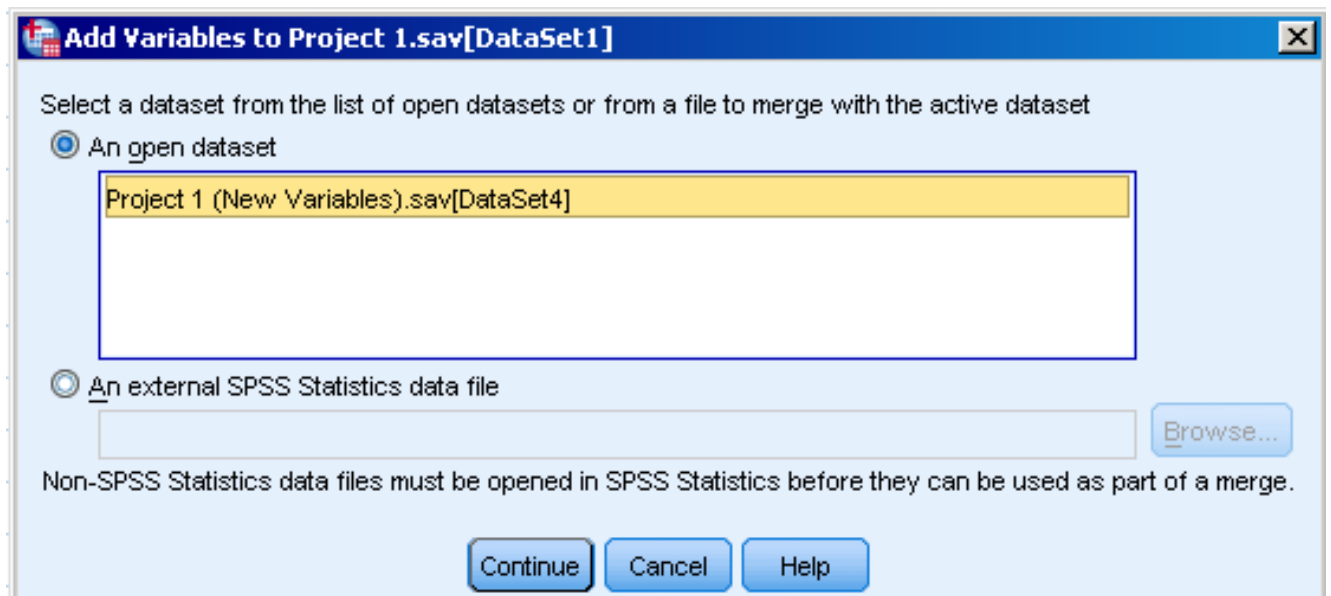 Add Variables to Project 1.sav[DataSet1]
Select a dataset from the list of open datasets or from a file to merge with the active dataset
An open dataset
Project 1 (New Variables).sav[DataSet4]
An external SPSS Statistics data file
Browse...
Non-SPSS Statistics data files must be opened in SPSS Statistics before they can be used as part of a merge.
Continue Cancel Help